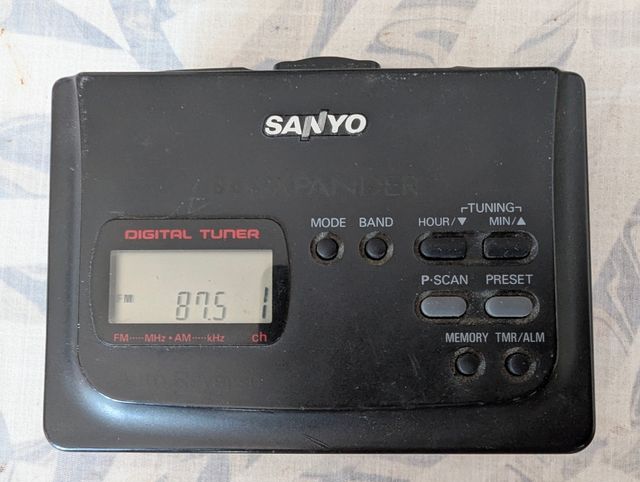 SANYO
XPANDER
TUNING
MODE BAND HOUR/▼ MIN/▲
DIGITAL TUNER
P·SCAN PRESET
FM 87.5 1
FM·····MHz • AM·····kHz ch
MEMORY TMR/ALM